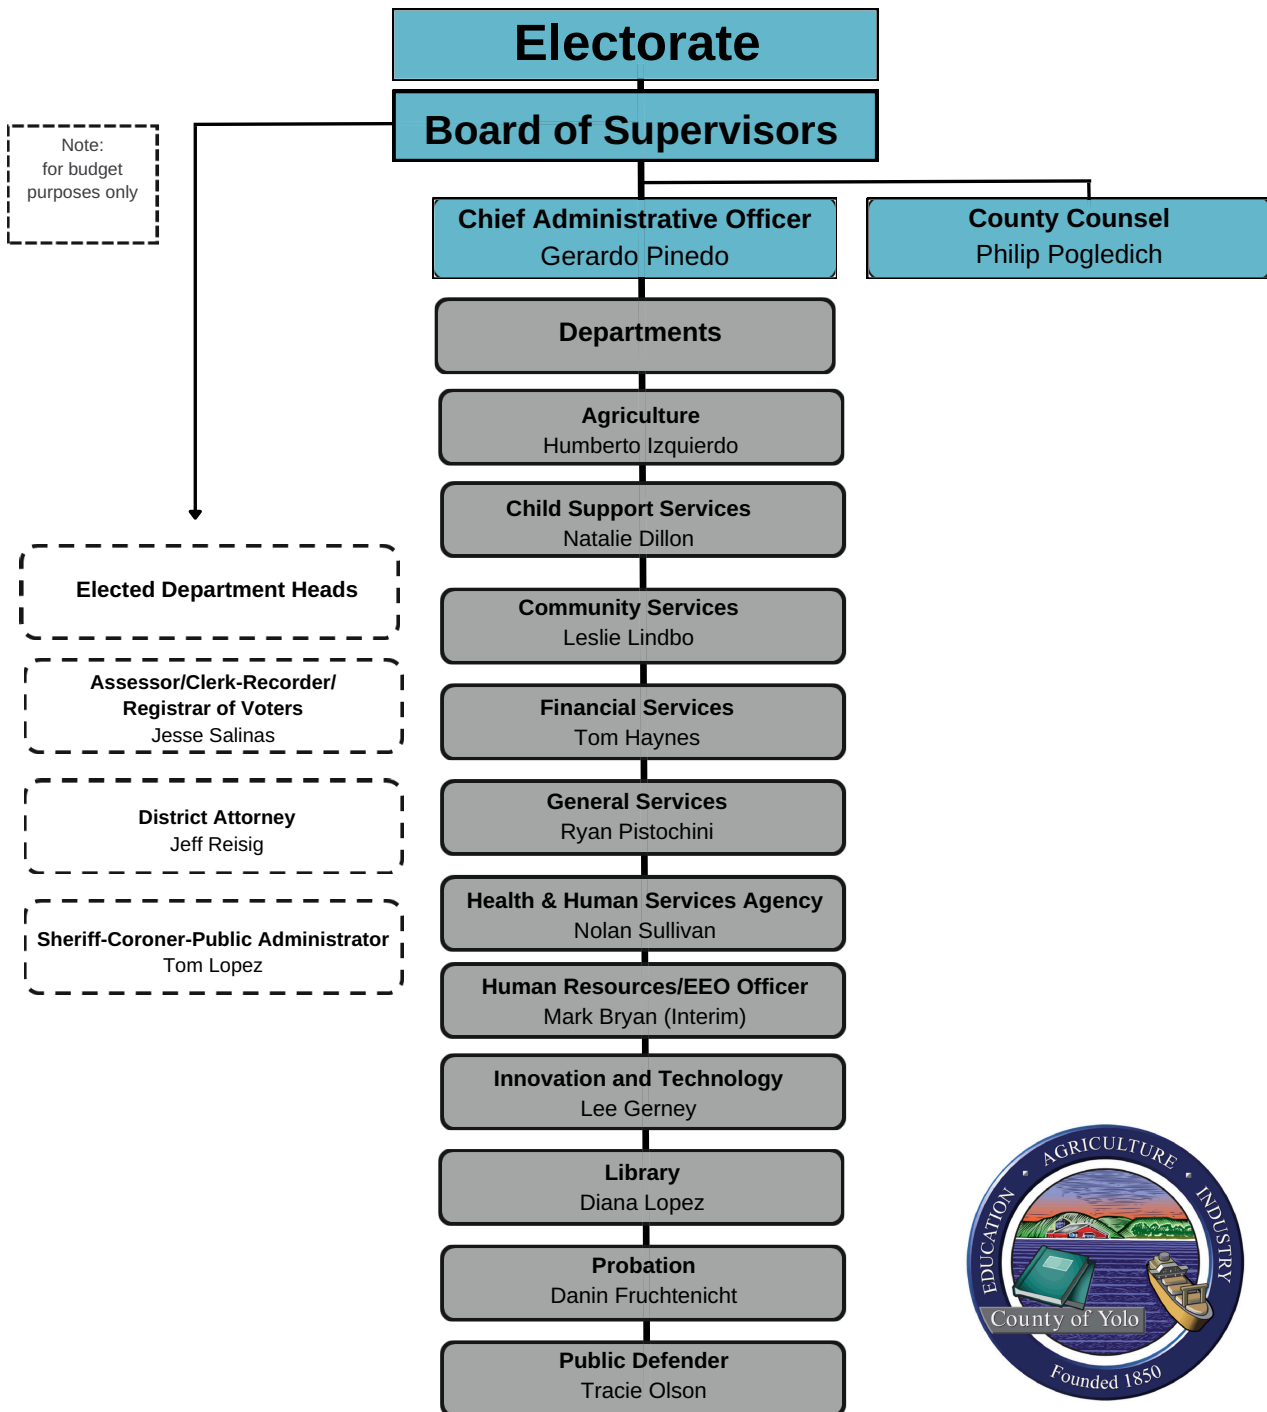 Electorate
Board of Supervisors
Note:
for budget
purposes only
Chief Administrative Officer
Gerardo Pinedo
County Counsel
Philip Pogledich
Departments
Agriculture
Humberto Izquierdo
Child Support Services
Natalie Dillon
Community Services
Leslie Lindbo
Financial Services
Tom Haynes
General Services
Ryan Pistochini
Health & Human Services Agency
Nolan Sullivan
Human Resources/EEO Officer
Mark Bryan (Interim)
Innovation and Technology
Lee Gerney
Library
Diana Lopez
Probation
Danin Fruchtenicht
Public Defender
Tracie Olson
Elected Department Heads
Assessor/Clerk-Recorder/
Registrar of Voters
Jesse Salinas
District Attorney
Jeff Reisig
Sheriff-Coroner-Public Administrator
Tom Lopez
EDUCATION · AGRICULTURE · INDUSTRY
County of Yolo
Founded 1850